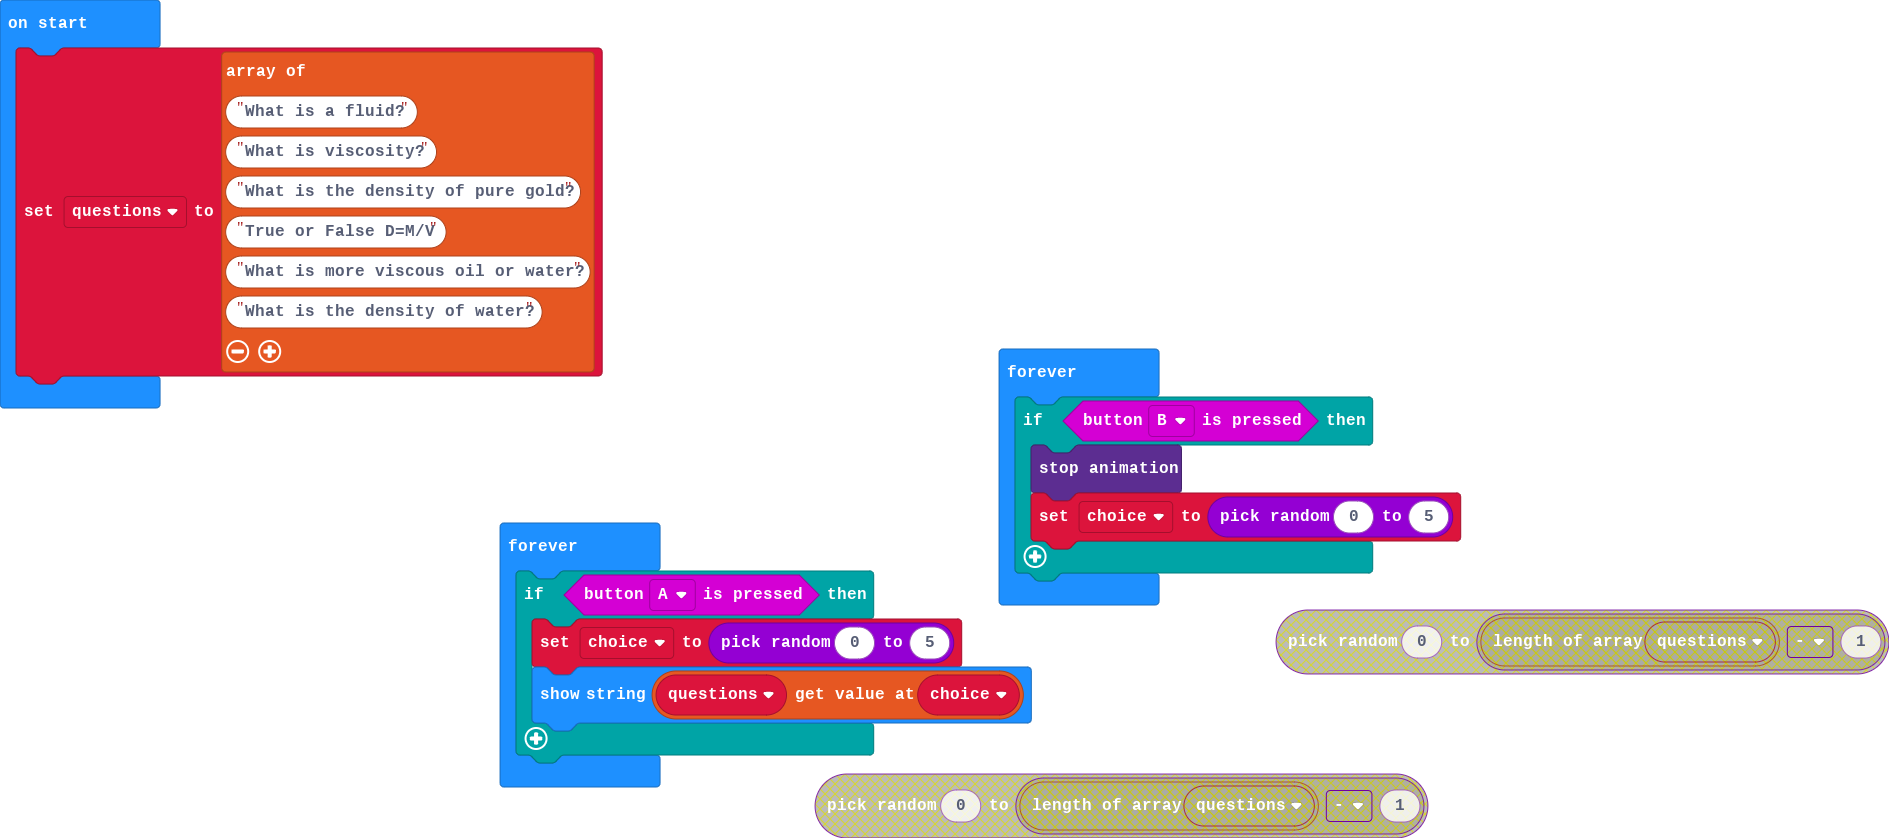 on start
set questions to
array of
"What is a fluid?"
"What is viscosity?"
"What is the density of pure gold?"
"True or False D=M/V"
"What is more viscous oil or water?"
"What is the density of water?"
forever
if button B is pressed then
stop animation
set choice to pick random 0 to 5
forever
if button A is pressed then
set choice to pick random 0 to 5
show string questions get value at choice
pick random 0 to length of array questions - 1
pick random 0 to length of array questions - 1